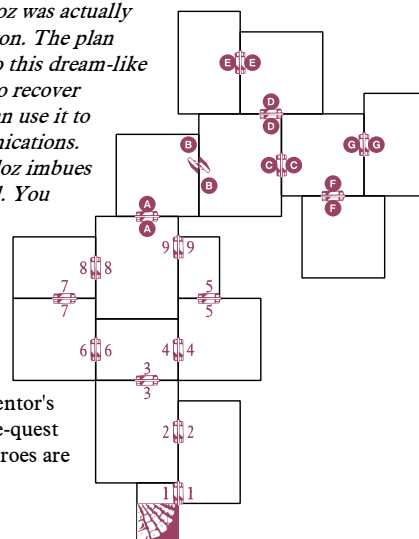 oz was actually
on. The plan
o this dream-like
o recover
an use it to
nications.
loz imbues
l. You
E E
D
D
B
B
C C
G G
F
F
A
A
9 9
8 8
7
7
5
5
6 6
4 4
3
3
entor's
e-quest
roes are
2 2
1 1